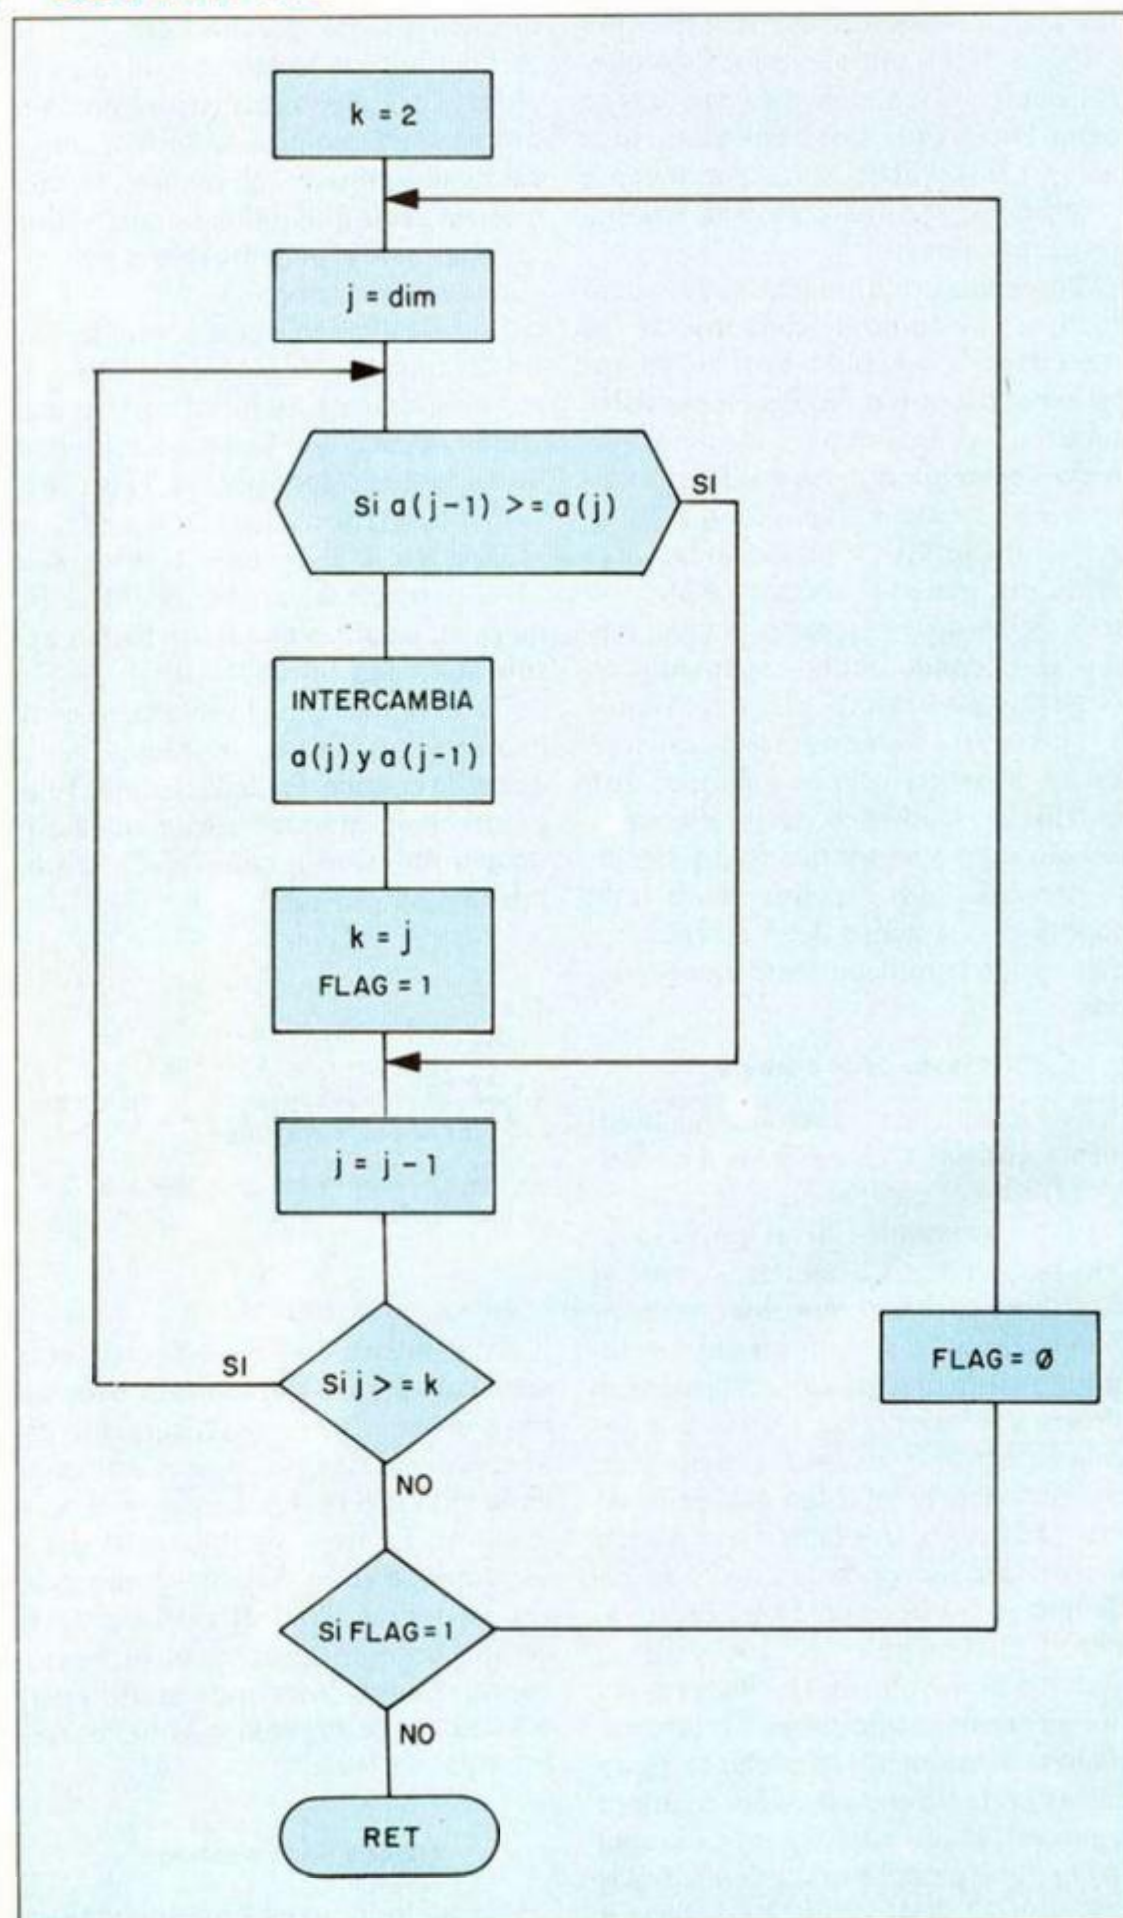 k = 2
j = dim
Si a(j-1) >= a(j)
SI
INTERCAMBIA
a(j) y a(j-1)
k = j
FLAG = 1
j = j-1
SI
Si j >= k
FLAG = Ø
NO
Si FLAG = 1
NO
RET